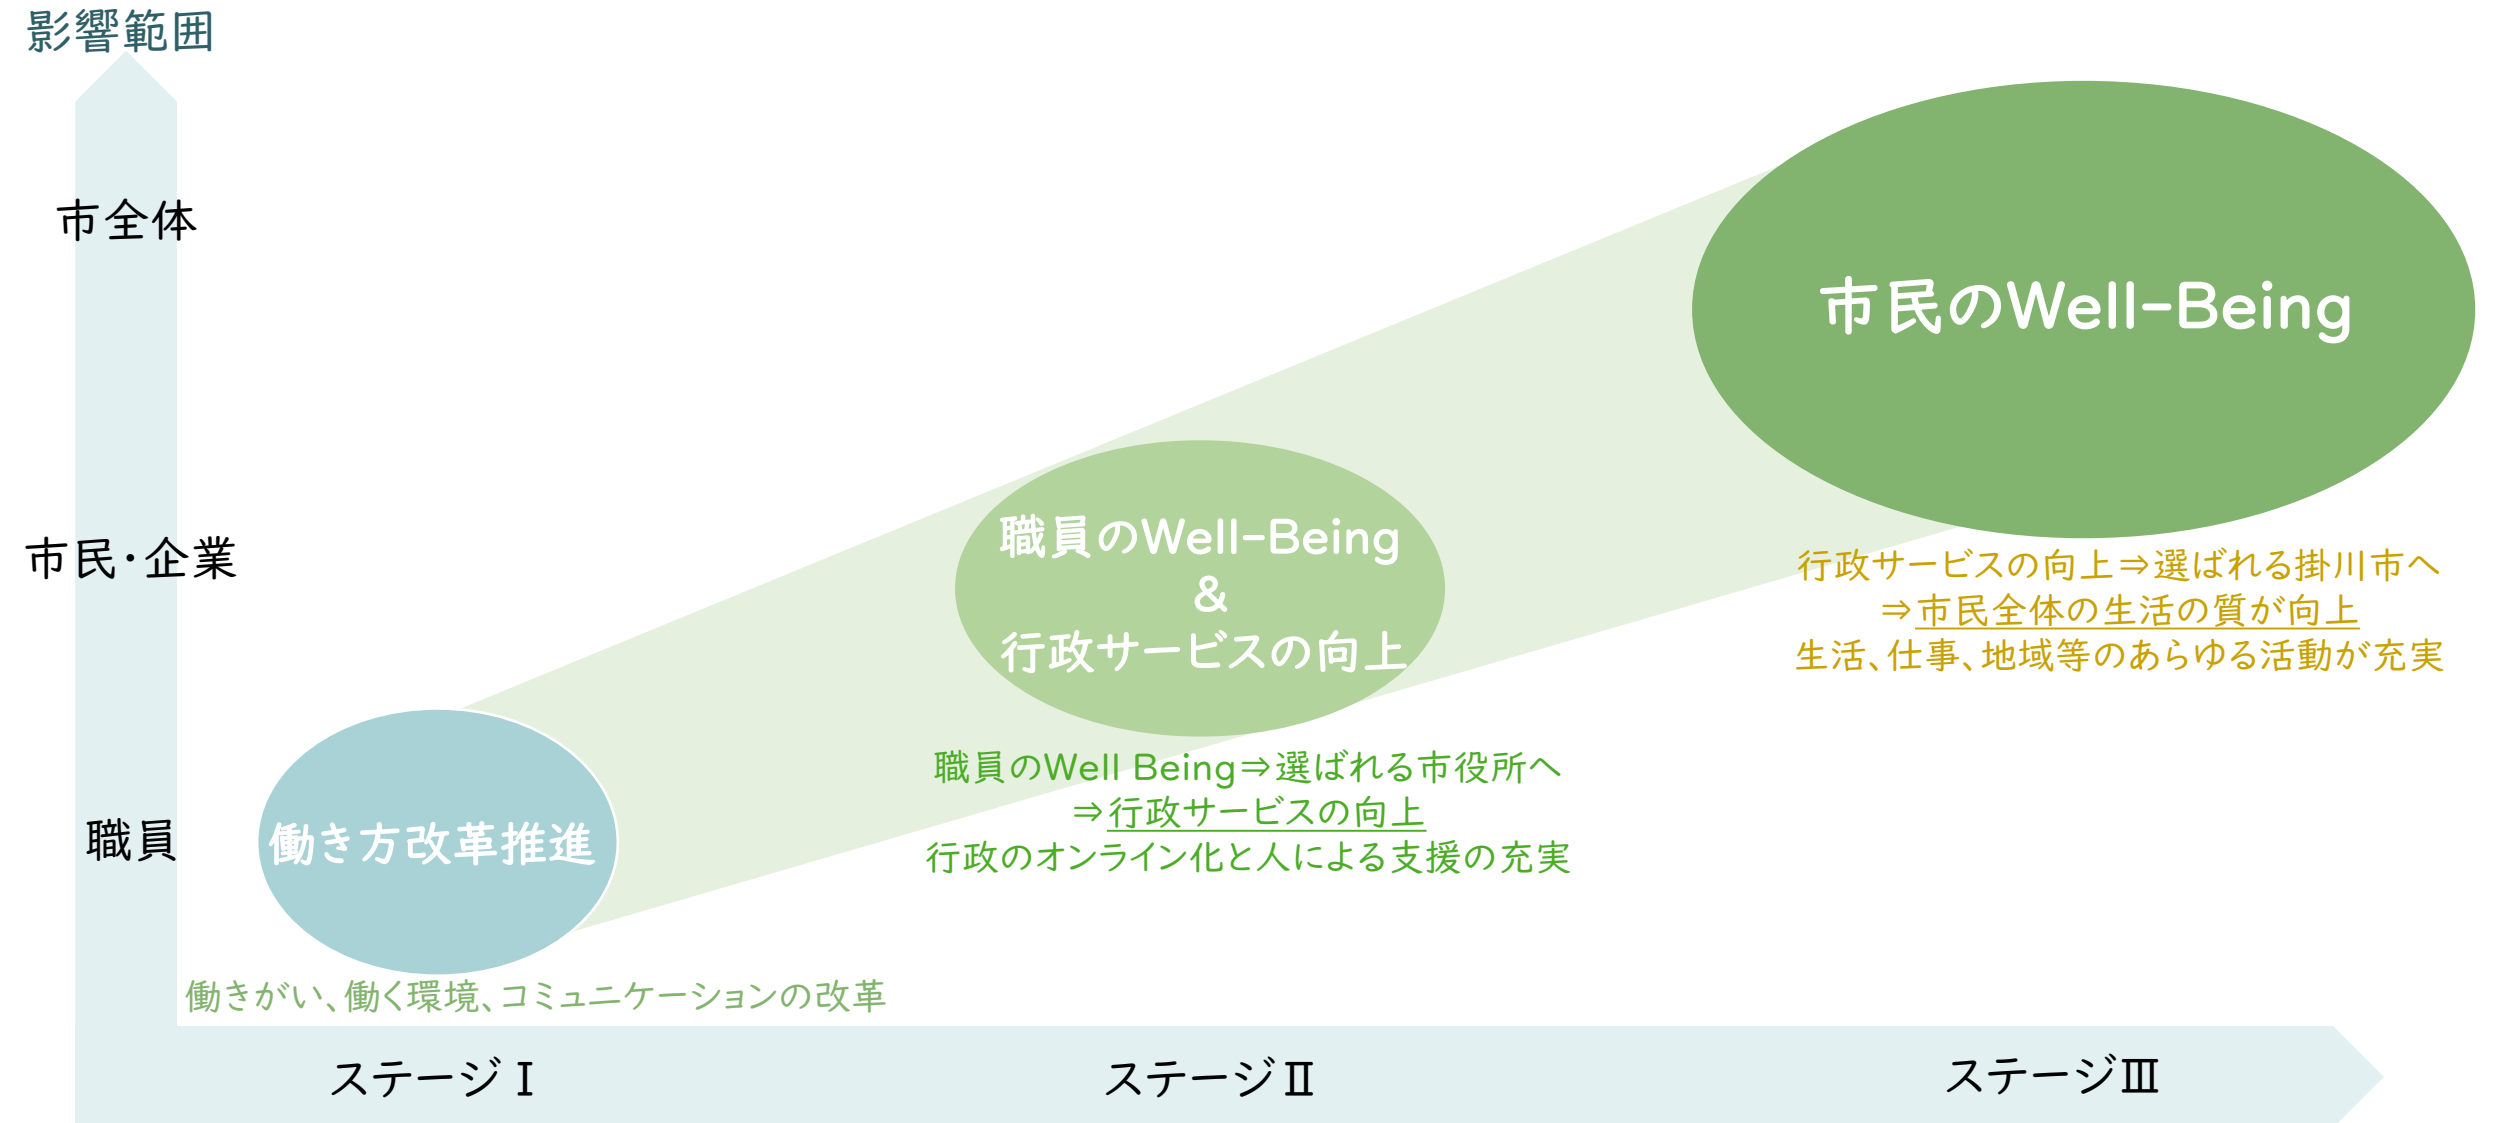 影響範囲
市全体
市民のWell-Being
職員のWell-Being
&
行政サービスの向上
市民・企業
行政サービスの向上→選ばれる掛川市へ
⇒市民全体の生活の質が向上
生活、仕事、地域等のあらゆる活動が充実
職員のWell Being→選ばれる市役所へ
⇒行政サービスの向上
行政のオンライン化と人による支援の充実
職員
働き方改革推進
働きがい、働く環境、コミュニケーションの改革
ステージⅠ
ステージⅡ
ステージⅢ